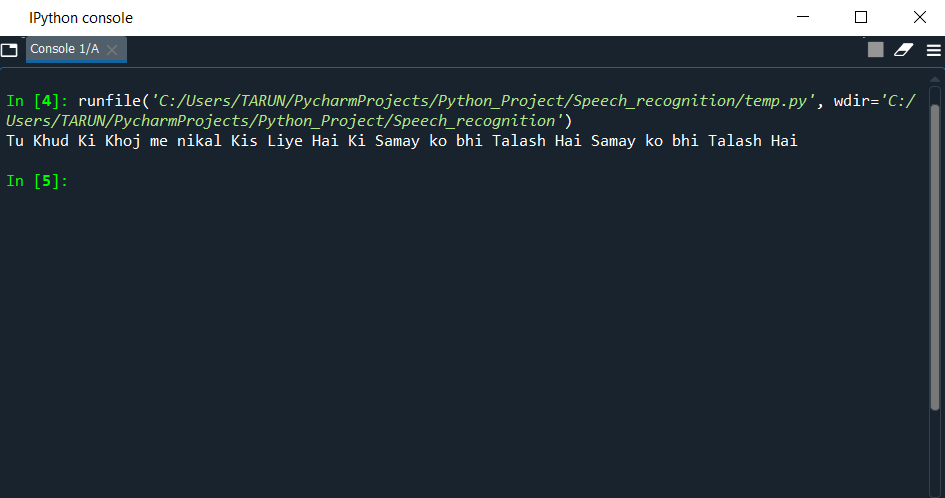 IPython console
Console 1/A
In [4]: runfile('C:/Users/TARUN/PycharmProjects/Python_Project/Speech_recognition/temp.py', wdir='C:/
Users/TARUN/PycharmProjects/Python_Project/Speech_recognition')
Tu Khud Ki Khoj me nikal Kis Liye Hai Ki Samay ko bhi Talash Hai Samay ko bhi Talash Hai
In [5]: